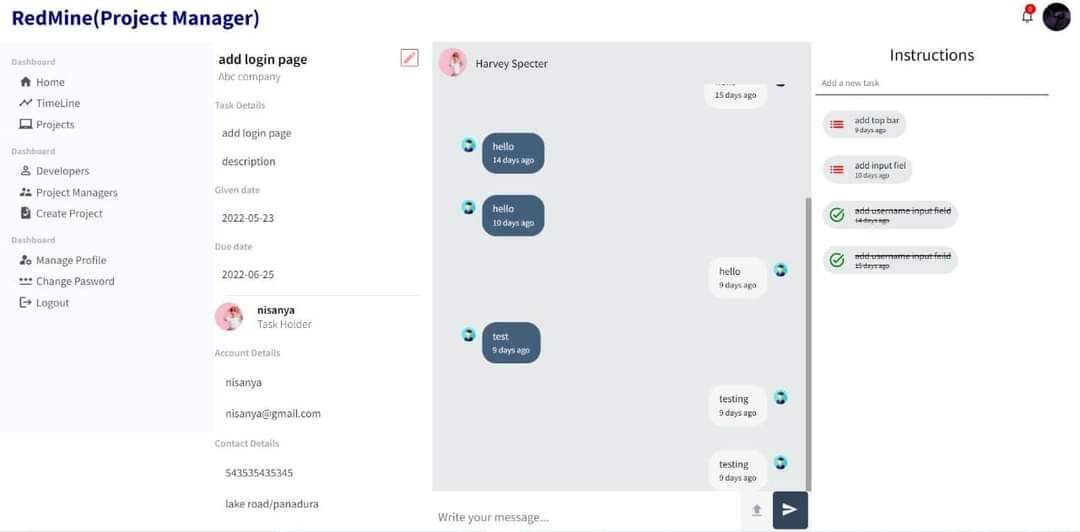 RedMine(Project Manager)
9
Dashboard
Home
TimeLine
Projects
Dashboard
Developers
Project Managers
Create Project
Dashboard
Manage Profile
Change Pasword
Logout
add login page
Abc company
Task Details
add login page
description
Given date
2022-05-23
Due date
2022-06-25
nisanya
Task Holder
Account Details
nisanya
nisanya@gmail.com
Contact Details
543535435345
lake road/panadura
Harvey Specter
15 days ago
hello
14 days ago
hello
10 days ago
hello
9 days ago
test
9 days ago
testing
9 days ago
testing
9 days ago
Write your message...
Instructions
Add a new task
add top bar
9 days ago
add input fiel
10 days ago
add username input field
14 days ago
add username input feild
15 days ago